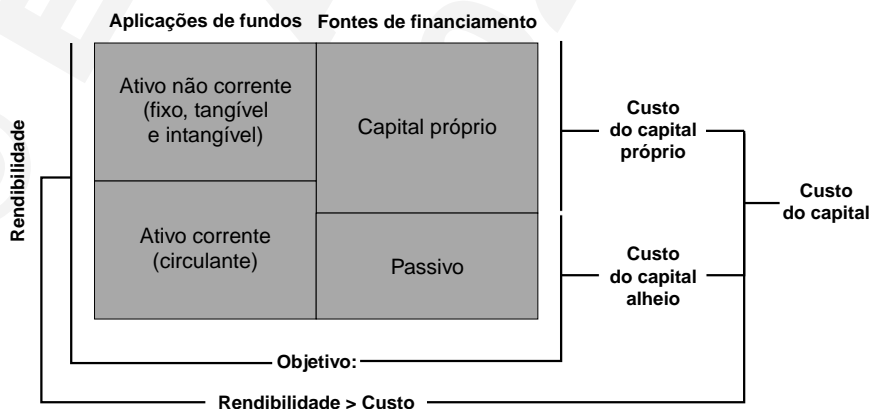 Aplicações de fundos
Fontes de financiamento
Rendibilidade
Ativo não corrente
(fixo, tangível
e intangível)
Capital próprio
Custo
do capital
próprio
Custo
do capital
Ativo corrente
(circulante)
Passivo
Custo
do capital
alheio
Objetivo:
Rendibilidade > Custo